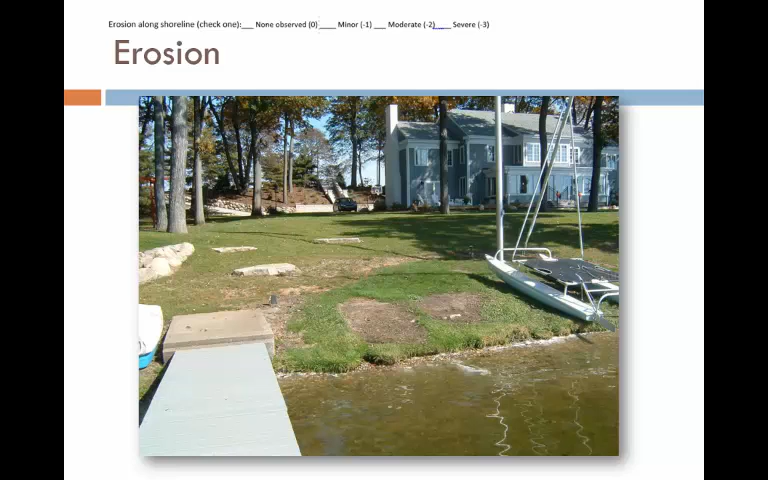 Erosion along shoreline (check one):___ None observed (0)____ Minor (-1) ___ Moderate (-2)____ Severe (-3)
Erosion